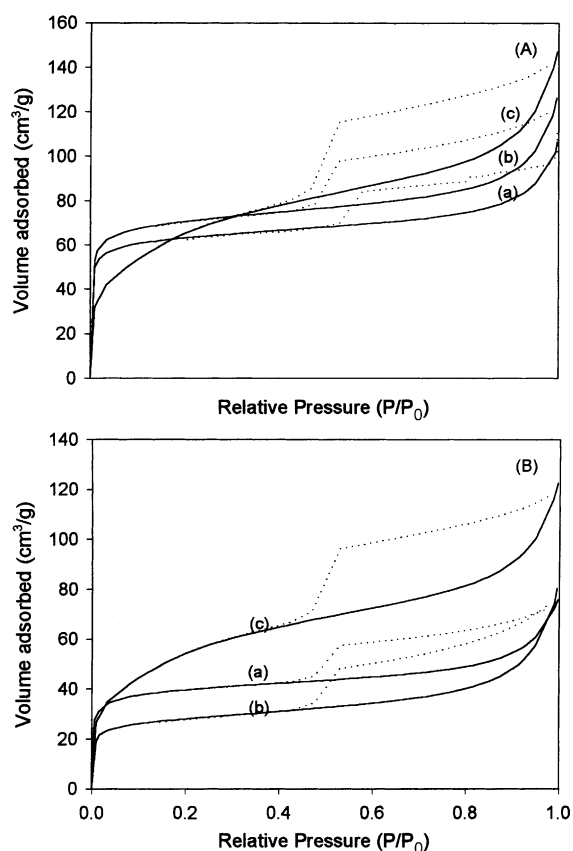 160
(A)
140
120
(c)
100
(b)
80
(a)
60
40
20
0
Volume adsorbed (cm³/g)
Relative Pressure (P/P₀)
140
(B)
120
100
80
60
(c)
(a)
40
(b)
20
0
Volume adsorbed (cm³/g)
0.0 0.2 0.4 0.6 0.8 1.0
Relative Pressure (P/P₀)